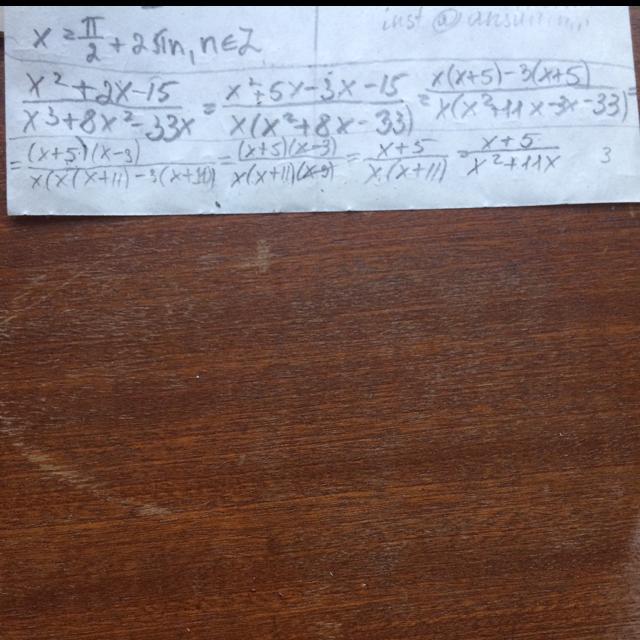 x = π/2 + 2πn, n∈Z
(x² + 2x - 15)/(x³ + 8x² - 33x) = (x² + 5x - 3x - 15)/(x(x² + 8x - 33)) = (x(x+5) - 3(x+5))/(x(x² + 11x - 3x - 33))
= ((x+5)(x-3))/(x(x(x+11) - 3(x+11)) = ((x+5)(x-3))/(x(x+11)(x-3)) = (x+5)/(x(x+11)) = (x+5)/(x²+11x) 3